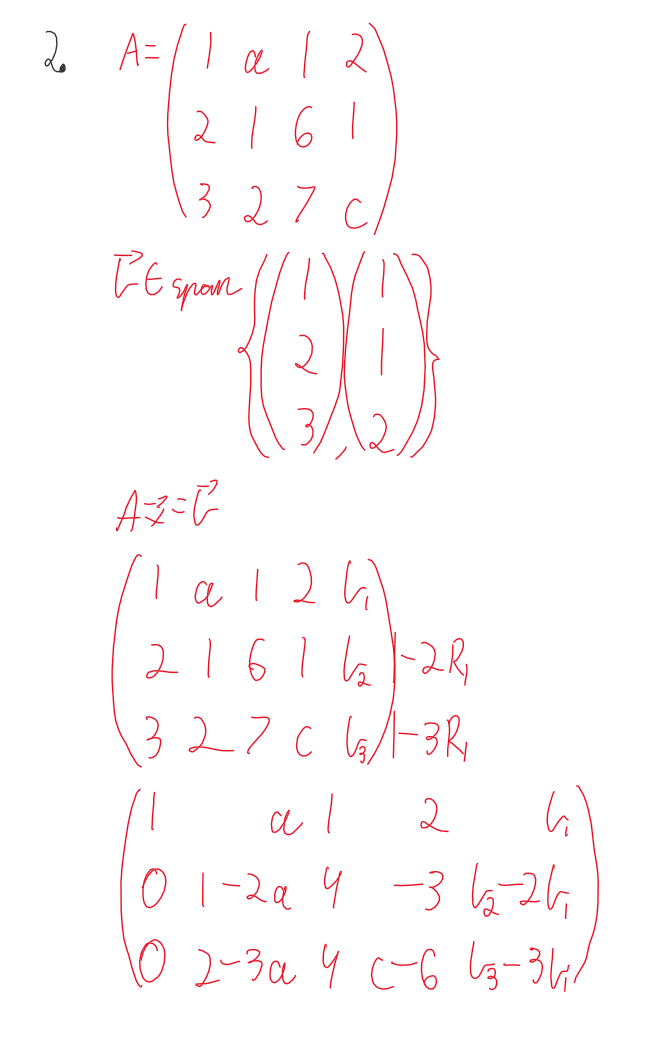 2. A= ( 1 a 1 2
2 1 6 1
3 2 7 c )
b⃗ ∈ span { ( 1
2
3 ) , ( 1
1
2 ) }
Ax⃗ = b⃗
( 1 a 1 2 b₁
2 1 6 1 b₂ |-2R₁
3 2 7 c b₃ ) |-3R₁
( 1 a 1 2 b₁
0 1-2a 4 -3 b₂-2b₁
0 2-3a 4 c-6 b₃-3b₁ )